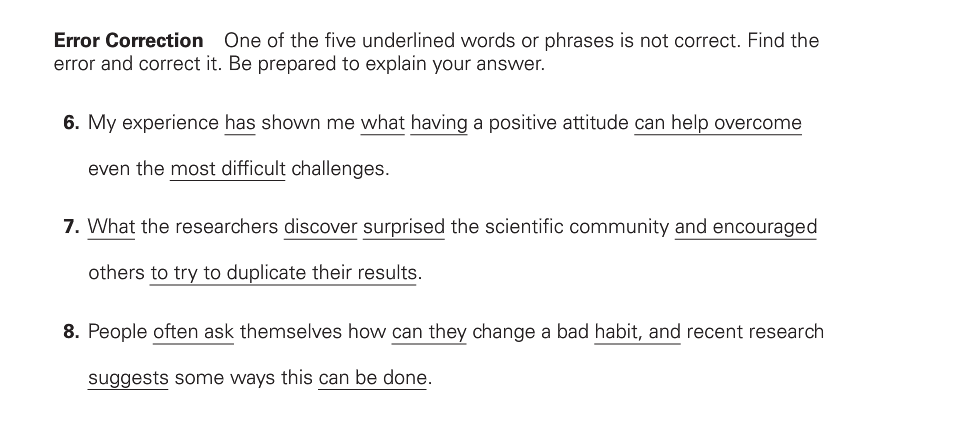 Error Correction One of the five underlined words or phrases is not correct. Find the
error and correct it. Be prepared to explain your answer.
6. My experience has shown me what having a positive attitude can help overcome
even the most difficult challenges.
7. What the researchers discover surprised the scientific community and encouraged
others to try to duplicate their results.
8. People often ask themselves how can they change a bad habit, and recent research
suggests some ways this can be done.